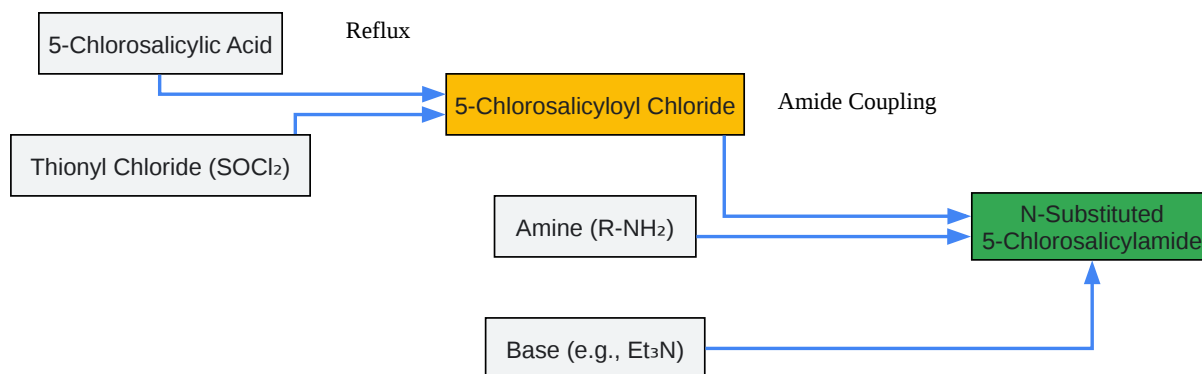 5-Chlorosalicylic Acid
Reflux
Thionyl Chloride (SOCl₂)
5-Chlorosalicyloyl Chloride
Amide Coupling
Amine (R-NH₂)
N-Substituted
5-Chlorosalicylamide
Base (e.g., Et₃N)